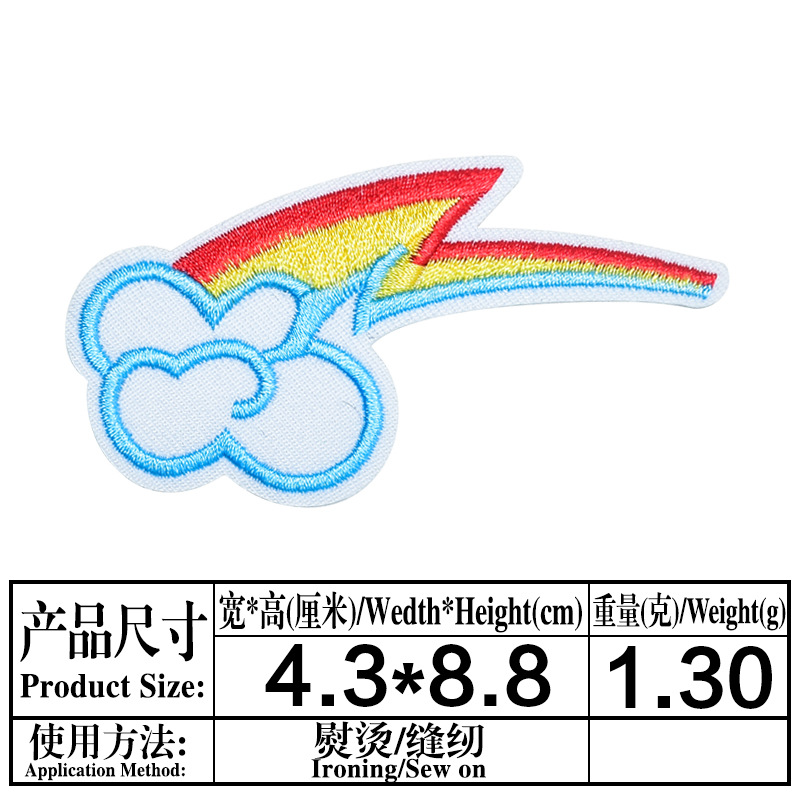 产品尺寸
Product Size:
宽*高(厘米)/Wedth*Height(cm)
重量(克)/Weight(g)
4.3*8.8
1.30
使用方法:
Application Method:
熨烫/缝纫
Ironing/Sew on